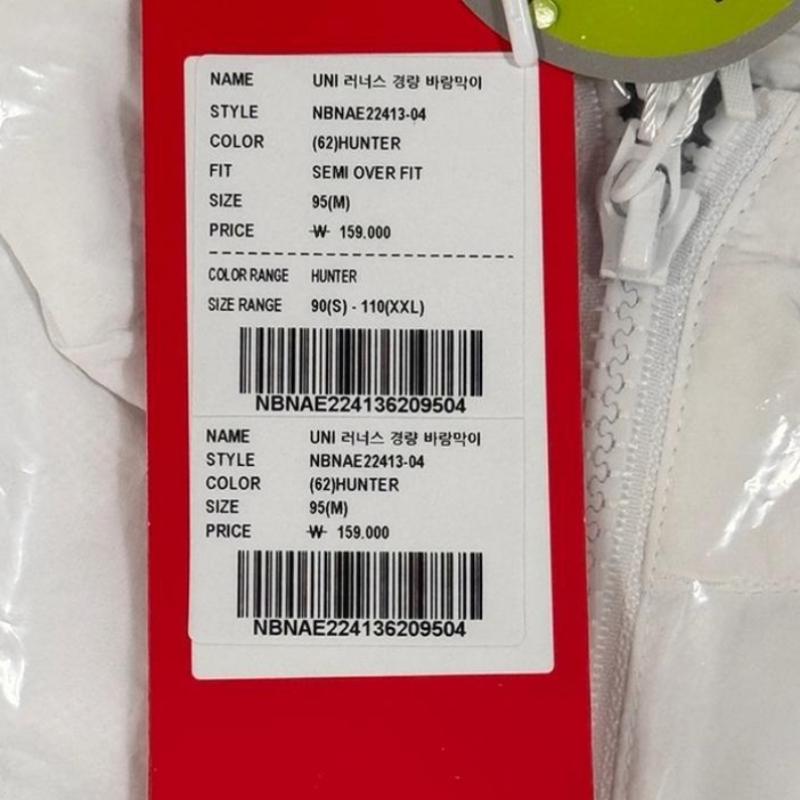 NAME UNI 러너스 경량 바람막이
STYLE NBNAE22413-04
COLOR (62)HUNTER
FIT SEMI OVER FIT
SIZE 95(M)
PRICE ₩ 159.000
COLOR RANGE HUNTER
SIZE RANGE 90(S) - 110(XXL)
NBNAE224136209504
NAME UNI 러너스 경량 바람막이
STYLE NBNAE22413-04
COLOR (62)HUNTER
SIZE 95(M)
PRICE ₩ 159.000
NBNAE224136209504